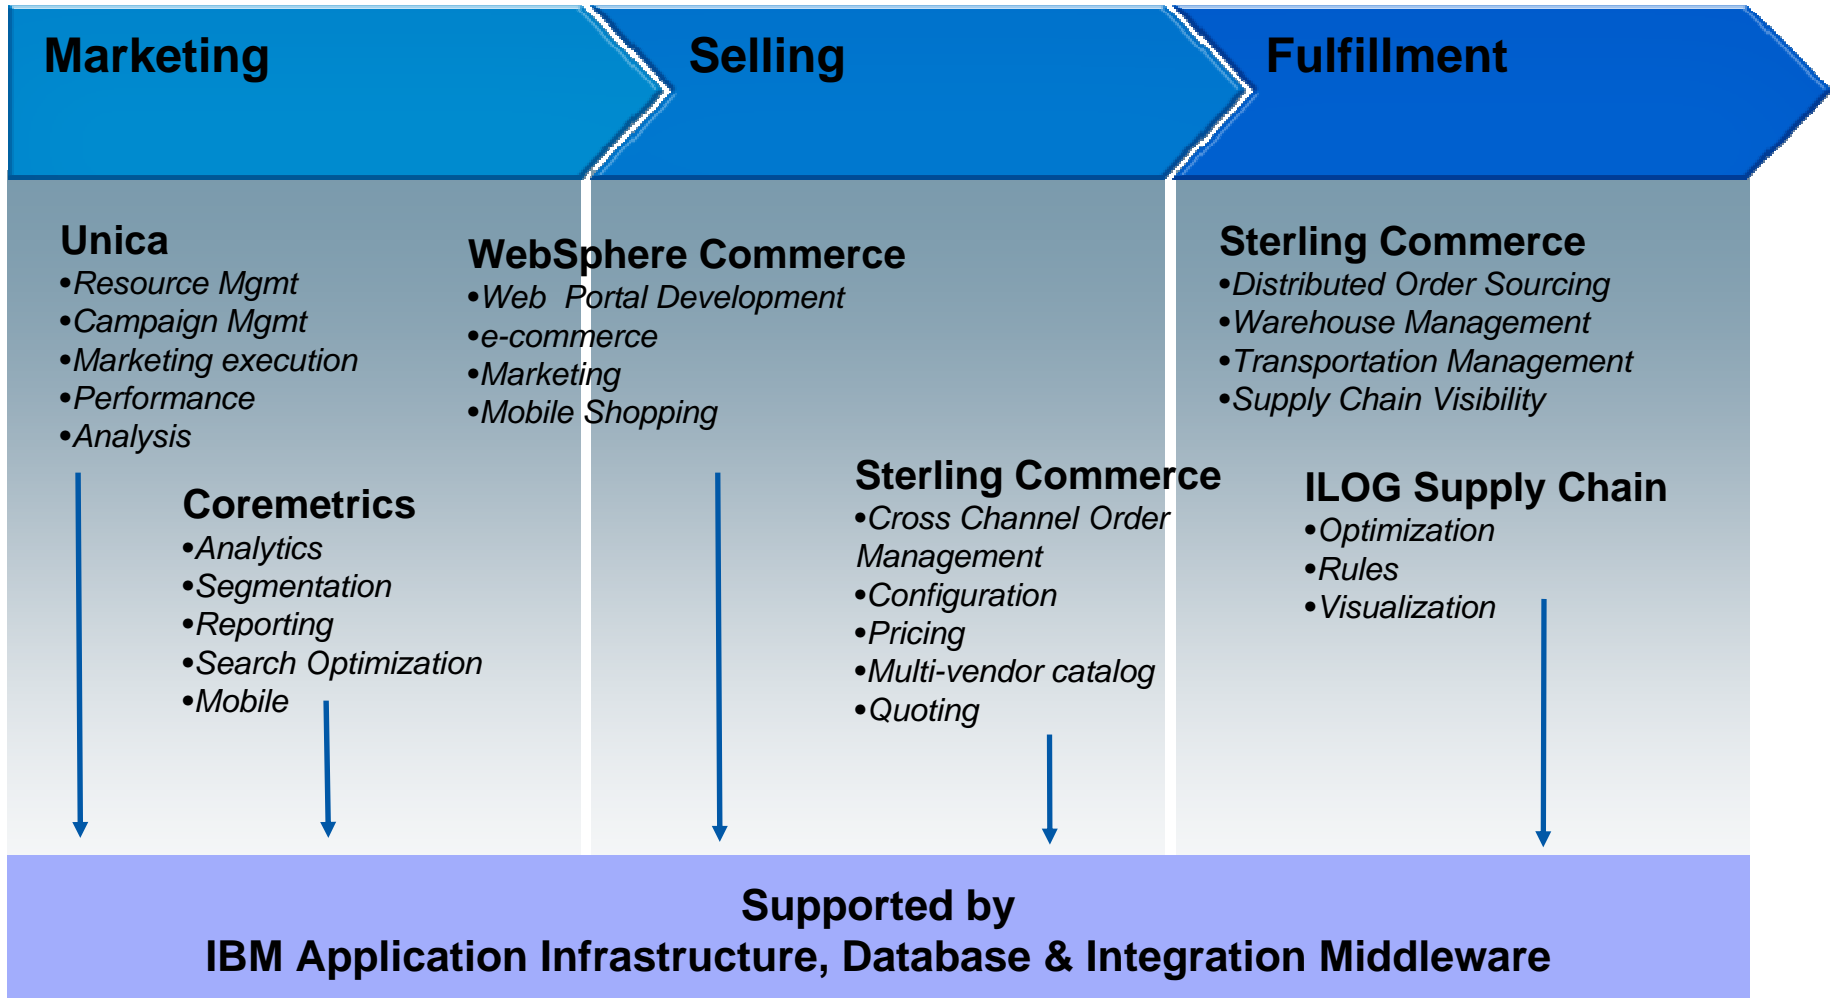 Marketing
Selling
Fulfillment
Unica
•Resource Mgmt
•Campaign Mgmt
•Marketing execution
•Performance
•Analysis
Coremetrics
•Analytics
•Segmentation
•Reporting
•Search Optimization
•Mobile
WebSphere Commerce
•Web  Portal Development
•e-commerce
•Marketing
•Mobile Shopping
Sterling Commerce
•Cross Channel Order
Management
•Configuration
•Pricing
•Multi-vendor catalog
•Quoting
Sterling Commerce
•Distributed Order Sourcing
•Warehouse Management
•Transportation Management
•Supply Chain Visibility
ILOG Supply Chain
•Optimization
•Rules
•Visualization
Supported by
IBM Application Infrastructure, Database & Integration Middleware